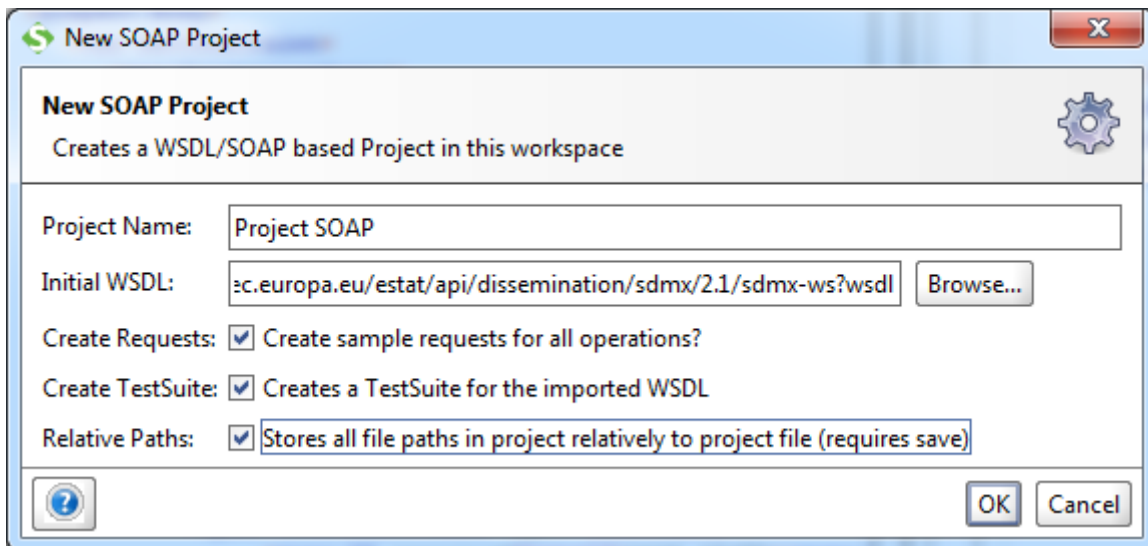 New SOAP Project
New SOAP Project
Creates a WSDL/SOAP based Project in this workspace
Project Name: Project SOAP
Initial WSDL: ec.europa.eu/estat/api/dissemination/sdmx/2.1/sdmx-ws?wsdl Browse...
Create Requests: Create sample requests for all operations?
Create TestSuite: Creates a TestSuite for the imported WSDL
Relative Paths: Stores all file paths in project relatively to project file (requires save)
? OK Cancel